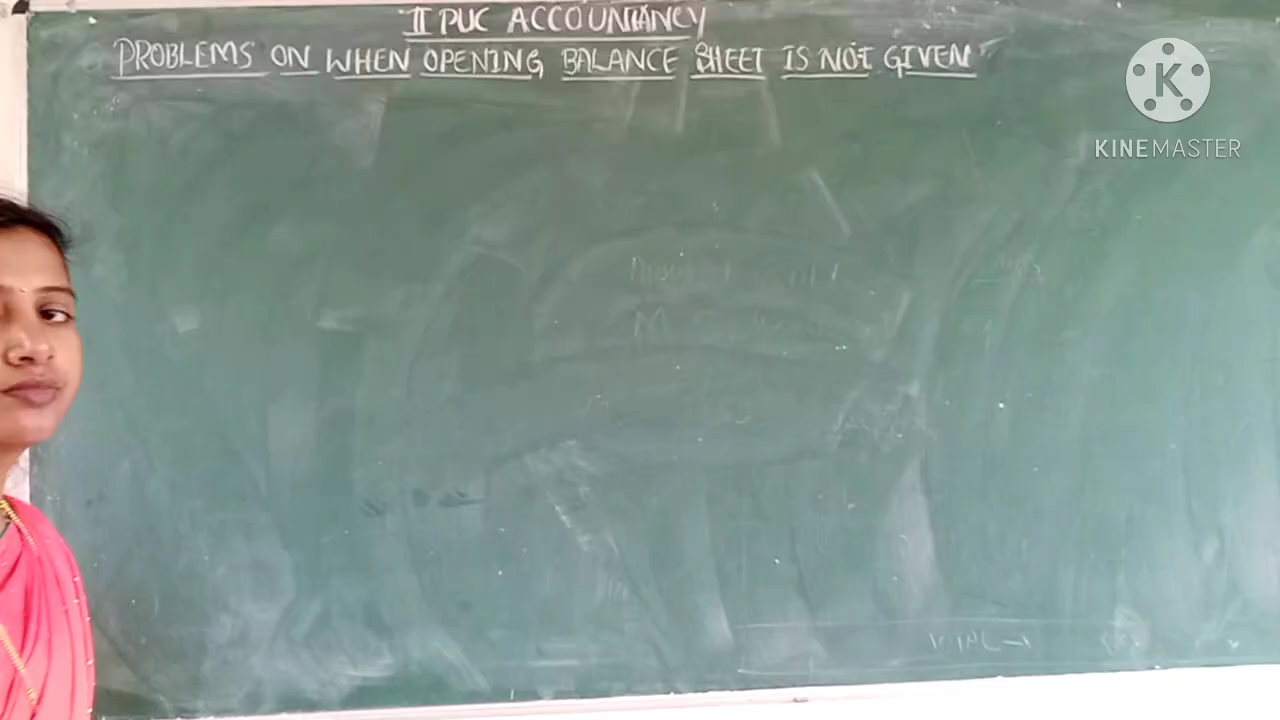 II PUC ACCOUNTANCY
PROBLEMS ON WHEN OPENING BALANCE SHEET IS NOT GIVEN
K
KINEMASTER